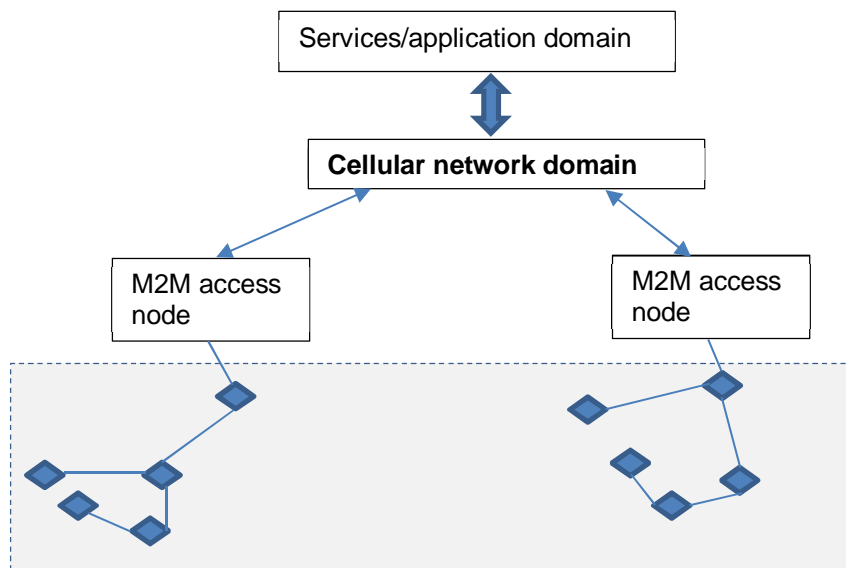 Services/application domain
Cellular network domain
M2M access
node
M2M access
node